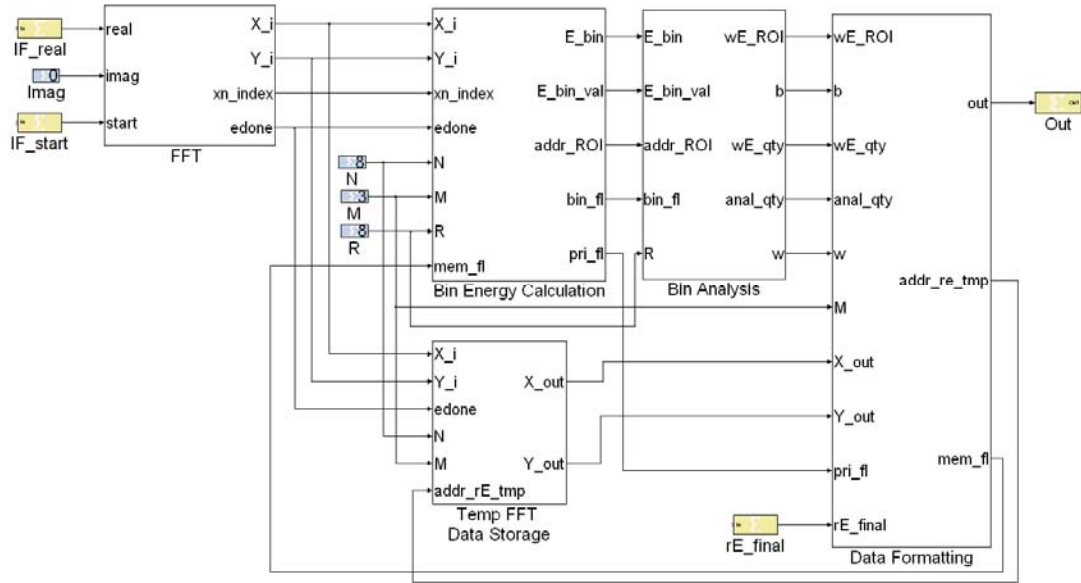 IF_real
0
Imag
IF_start
real
imag
start
X_i
Y_i
xn_index
edone
FFT
8
N
3
M
8
R
X_i
Y_i
xn_index
edone
N
M
R
mem_fl
E_bin
E_bin_val
addr_ROI
bin_fl
pri_fl
Bin Energy Calculation
E_bin
E_bin_val
addr_ROI
bin_fl
R
wE_ROI
b
wE_qty
anal_qty
w
Bin Analysis
X_i
Y_i
edone
N
M
addr_rE_tmp
X_out
Y_out
Temp FFT
Data Storage
rE_final
wE_ROI
b
wE_qty
anal_qty
w
M
X_out
Y_out
pri_fl
rE_final
out
addr_re_tmp
mem_fl
Data Formatting
Out